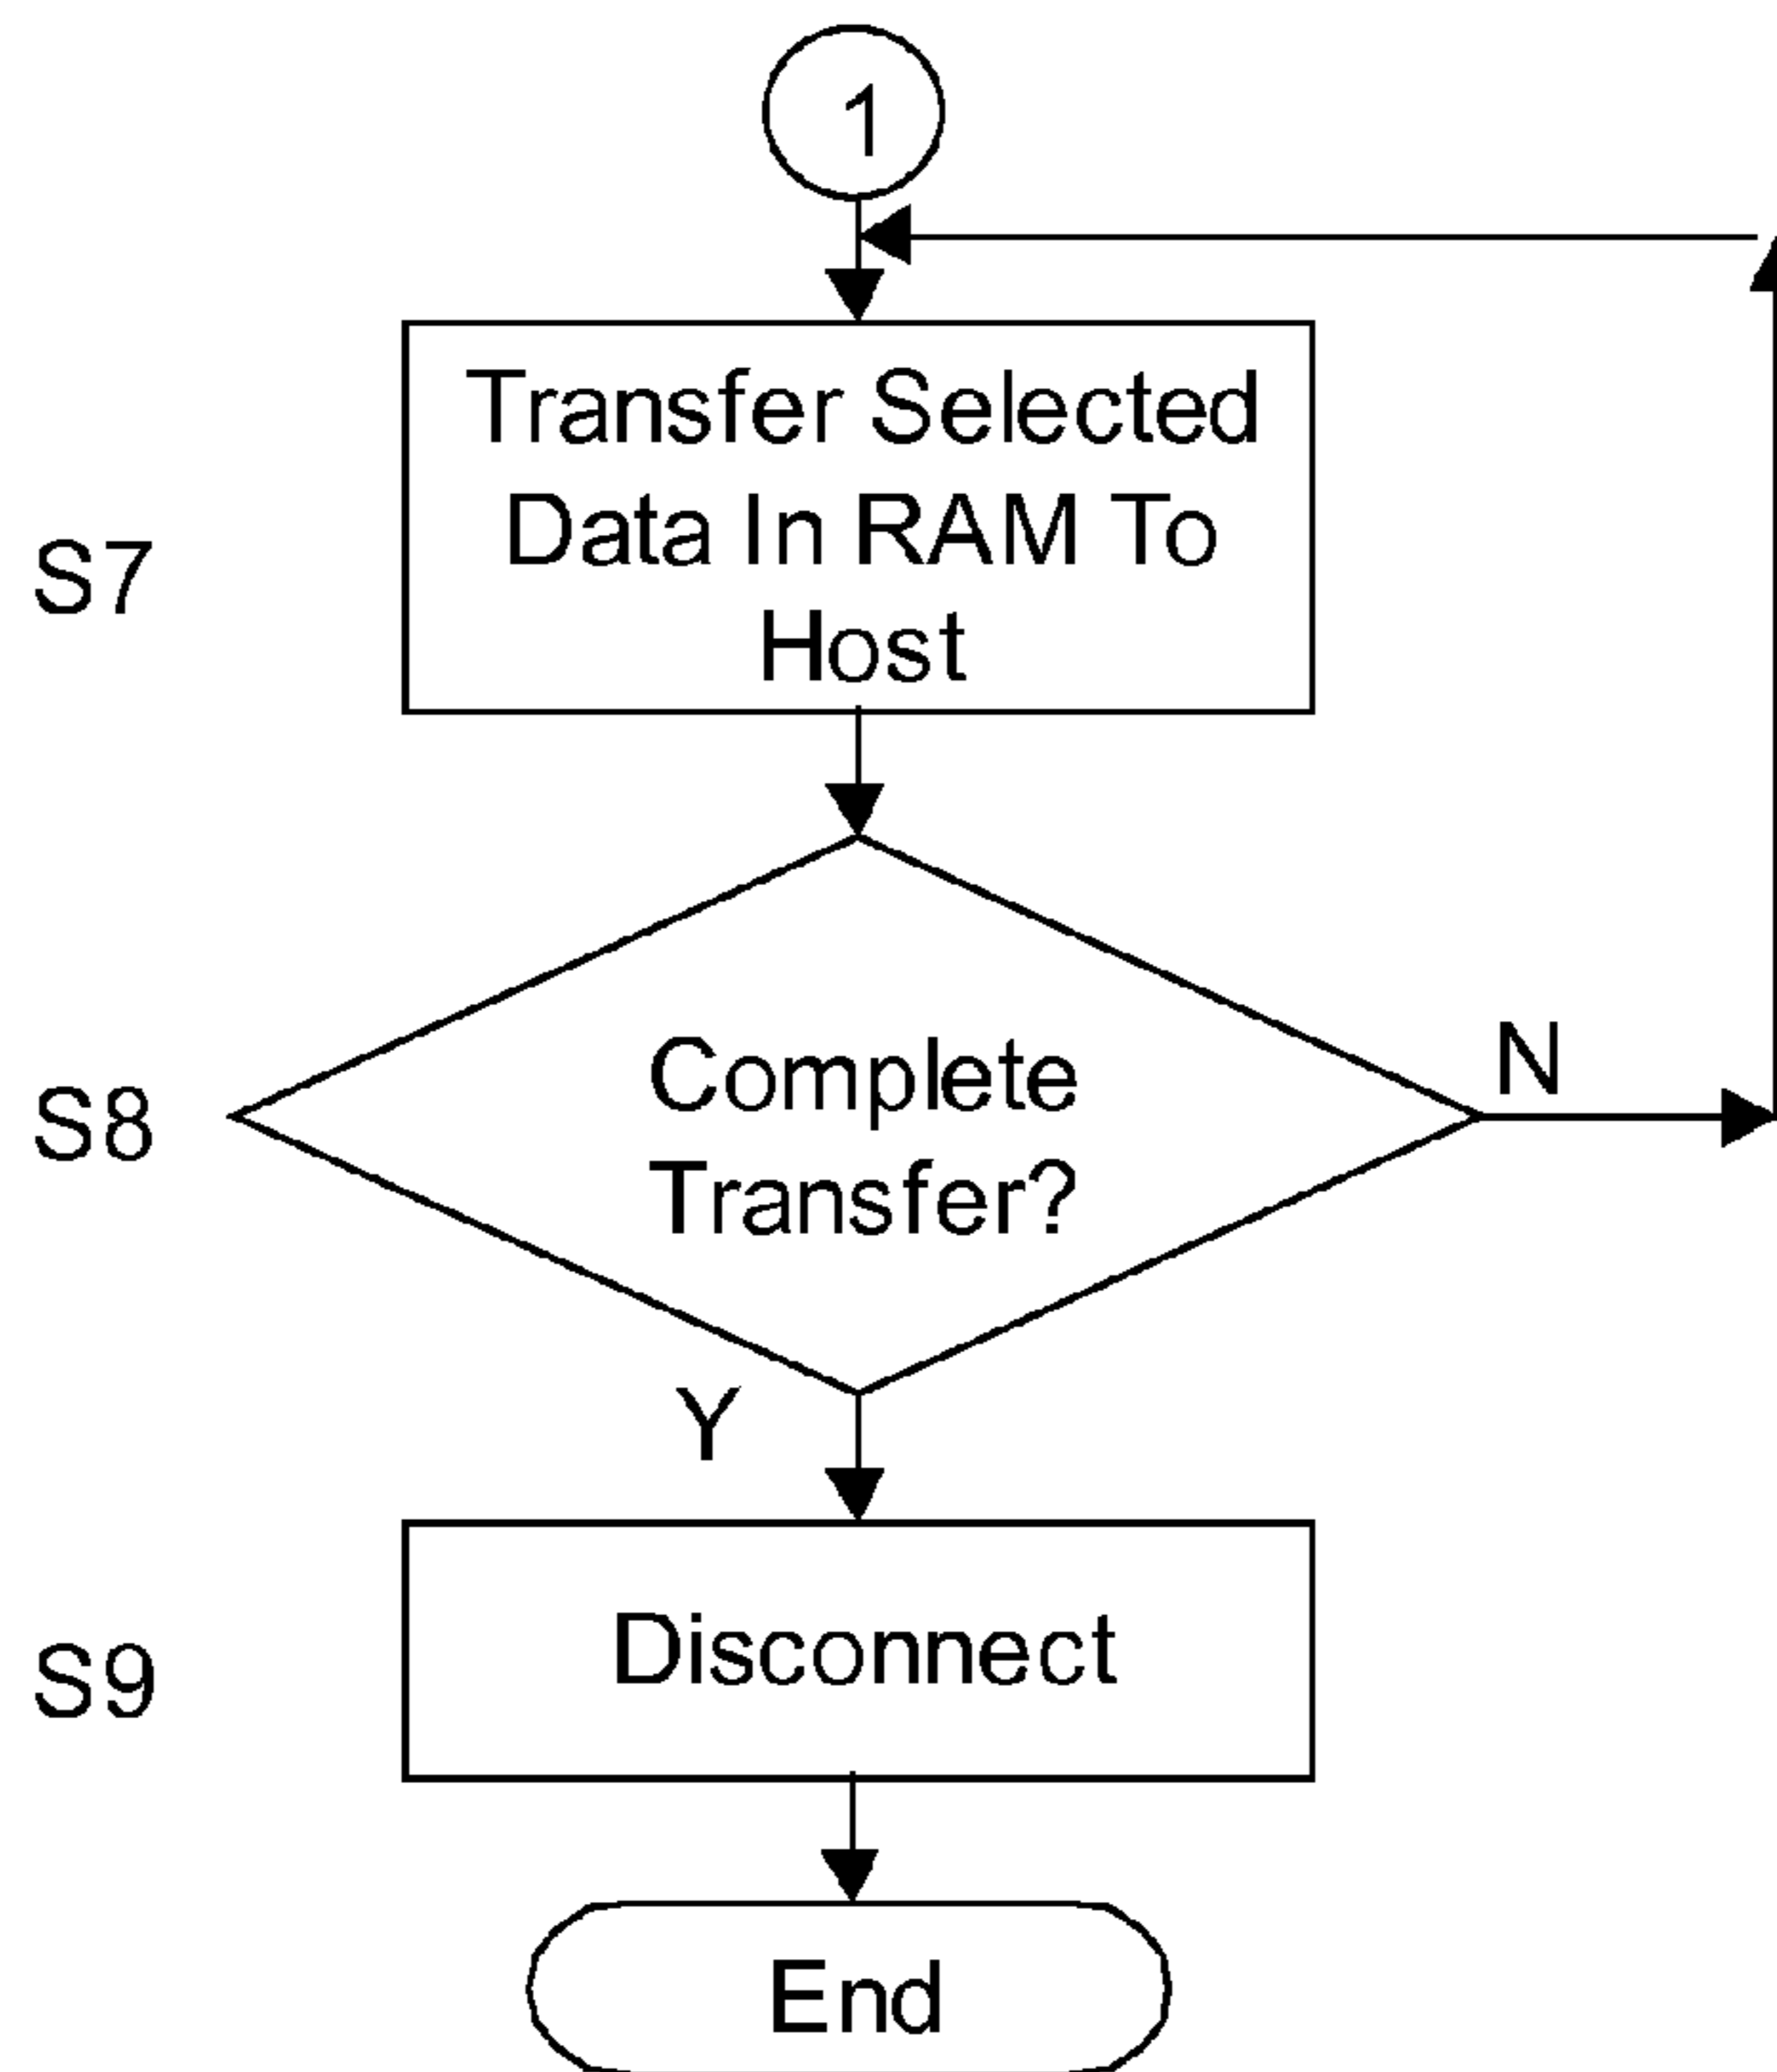 1
Transfer Selected
Data In RAM To
Host
S7
Complete
Transfer?
N
S8
Y
Disconnect
S9
End